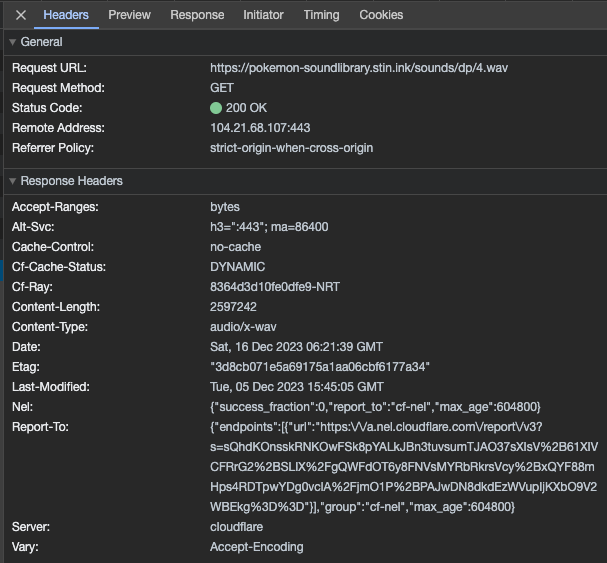 Headers Preview Response Initiator Timing Cookies
General
Request URL: https://pokemon-soundlibrary.stin.ink/sounds/dp/4.wav
Request Method: GET
Status Code: 200 OK
Remote Address: 104.21.68.107:443
Referrer Policy: strict-origin-when-cross-origin
Response Headers
Accept-Ranges: bytes
Alt-Svc: h3=":443"; ma=86400
Cache-Control: no-cache
Cf-Cache-Status: DYNAMIC
Cf-Ray: 8364d3d10fe0dfe9-NRT
Content-Length: 2597242
Content-Type: audio/x-wav
Date: Sat, 16 Dec 2023 06:21:39 GMT
Etag: "3d8cb071e5a69175a1aa06cbf6177a34"
Last-Modified: Tue, 05 Dec 2023 15:45:05 GMT
Nel: {"success_fraction":0,"report_to":"cf-nel","max_age":604800}
Report-To: {"endpoints":[{"url":"https:\/\/a.nel.cloudflare.com\/report\/v3?
s=sQhdKOnsskRNKOwFSk8pYALkJBn3tuvsumTJAO37sXIsV%2B61XIV
CFRrG2%2BSLIX%2FgQWFdOT6y8FNVsMYRbRkrsVcy%2BxQYF88m
Hps4RDTpwYDg0vcIA%2FjmO1P%2BPAJwDN8dkdEzWVupIjKXbO9V2
WBEkg%3D%3D"}],"group":"cf-nel","max_age":604800}
Server: cloudflare
Vary: Accept-Encoding